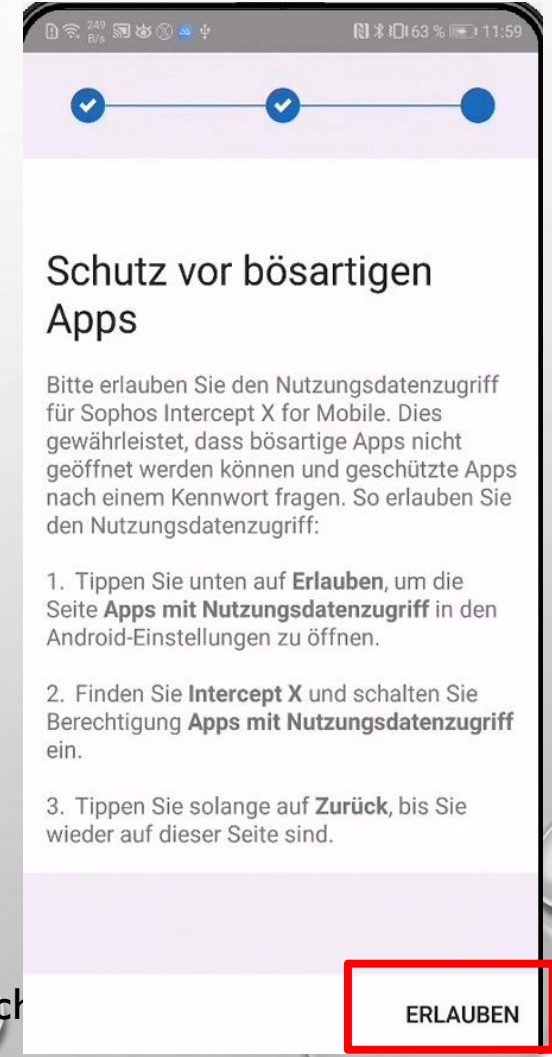 249
B/s
63 %
11:59
Schutz vor bösartigen
Apps
Bitte erlauben Sie den Nutzungsdatenzugriff
für Sophos Intercept X for Mobile. Dies
gewährleistet, dass bösartige Apps nicht
geöffnet werden können und geschützte Apps
nach einem Kennwort fragen. So erlauben Sie
den Nutzungsdatenzugriff:
1. Tippen Sie unten auf Erlauben, um die
Seite Apps mit Nutzungsdatenzugriff in den
Android-Einstellungen zu öffnen.
2. Finden Sie Intercept X und schalten Sie
Berechtigung Apps mit Nutzungsdatenzugriff
ein.
3. Tippen Sie solange auf Zurück, bis Sie
wieder auf dieser Seite sind.
ERLAUBEN